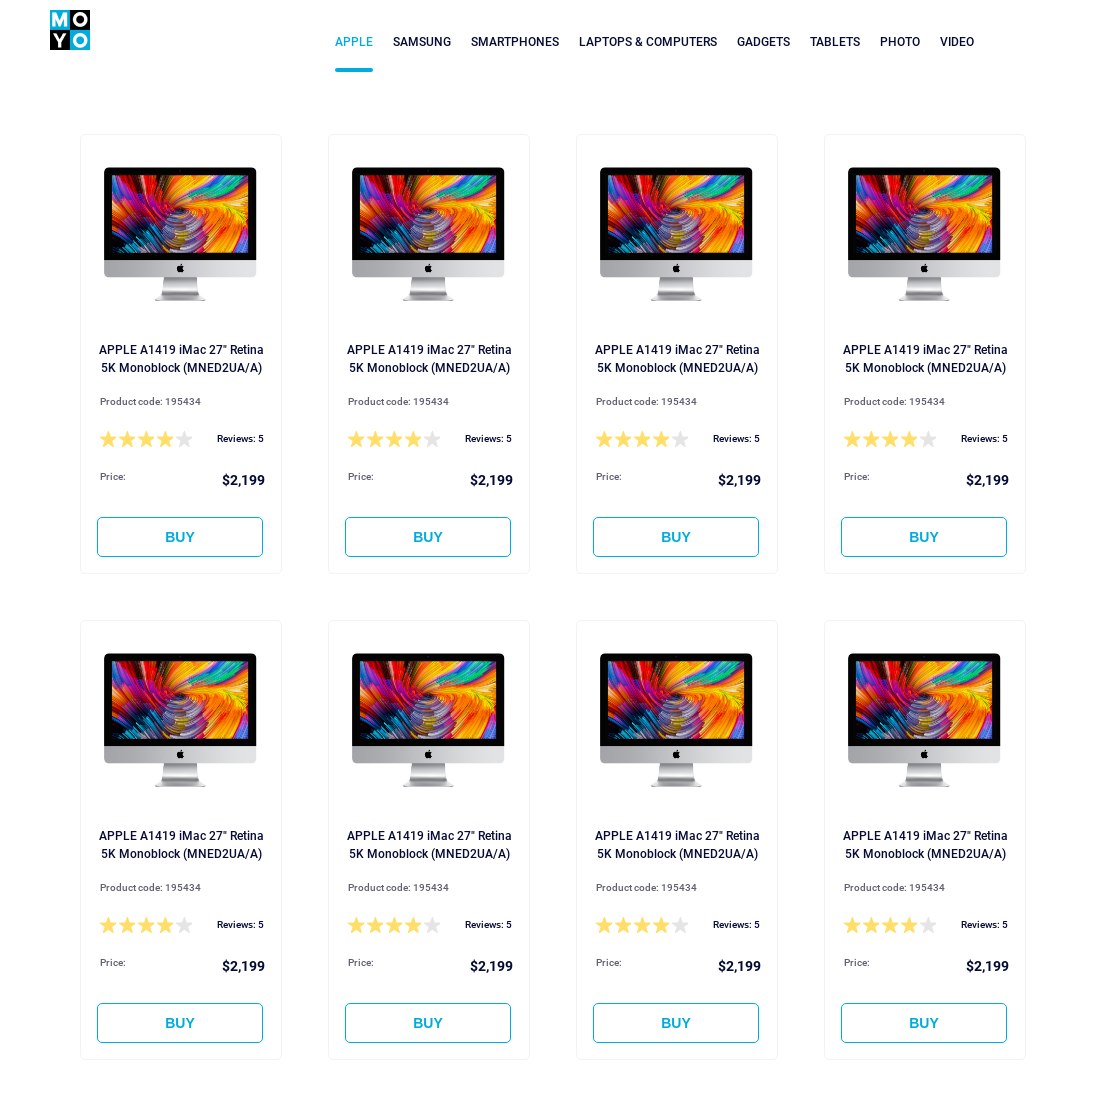 MO
YO
APPLE SAMSUNG SMARTPHONES LAPTOPS & COMPUTERS GADGETS TABLETS PHOTO VIDEO
APPLE A1419 iMac 27" Retina
5K Monoblock (MNED2UA/A)
Product code: 195434
Reviews: 5
Price: $2,199
BUY
APPLE A1419 iMac 27" Retina
5K Monoblock (MNED2UA/A)
Product code: 195434
Reviews: 5
Price: $2,199
BUY
APPLE A1419 iMac 27" Retina
5K Monoblock (MNED2UA/A)
Product code: 195434
Reviews: 5
Price: $2,199
BUY
APPLE A1419 iMac 27" Retina
5K Monoblock (MNED2UA/A)
Product code: 195434
Reviews: 5
Price: $2,199
BUY
APPLE A1419 iMac 27" Retina
5K Monoblock (MNED2UA/A)
Product code: 195434
Reviews: 5
Price: $2,199
BUY
APPLE A1419 iMac 27" Retina
5K Monoblock (MNED2UA/A)
Product code: 195434
Reviews: 5
Price: $2,199
BUY
APPLE A1419 iMac 27" Retina
5K Monoblock (MNED2UA/A)
Product code: 195434
Reviews: 5
Price: $2,199
BUY
APPLE A1419 iMac 27" Retina
5K Monoblock (MNED2UA/A)
Product code: 195434
Reviews: 5
Price: $2,199
BUY